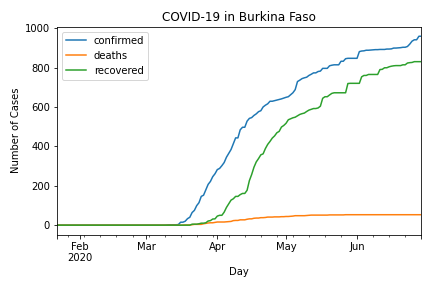 COVID-19 in Burkina Faso
confirmed
deaths
recovered
Number of Cases
1000
800
600
400
200
0
Feb
2020
Mar
Apr
May
Jun
Day